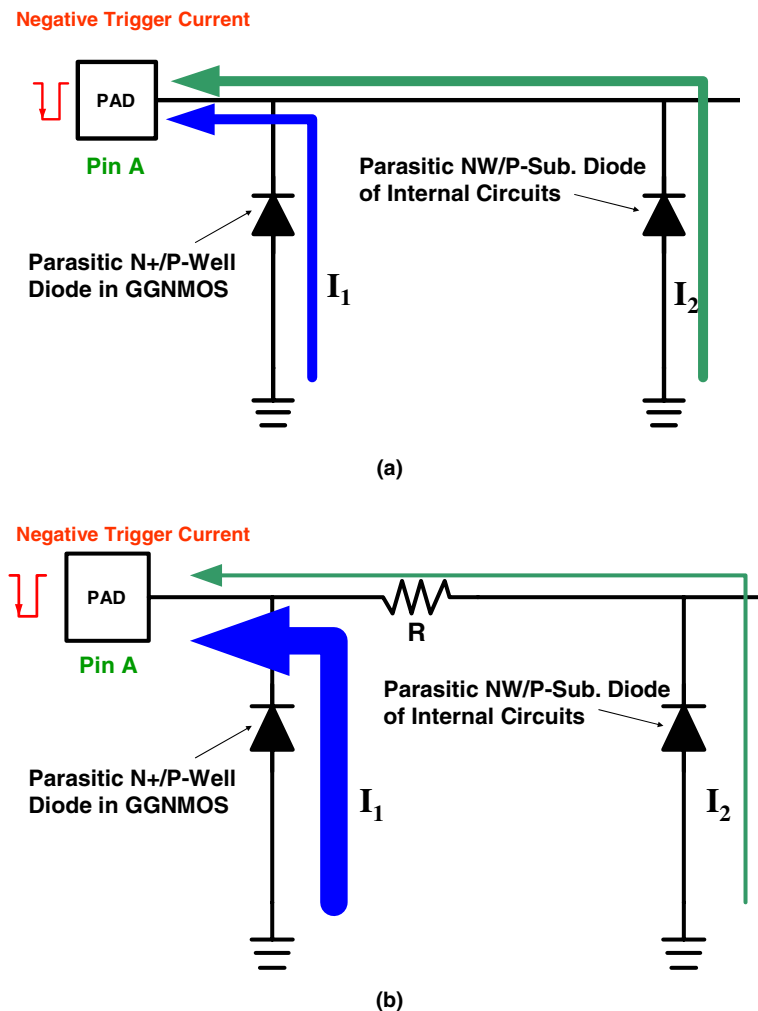 Negative Trigger Current
PAD
Pin A
Parasitic NW/P-Sub. Diode
of Internal Circuits
Parasitic N+/P-Well
Diode in GGNMOS
I1
I2
(a)
Negative Trigger Current
PAD
R
Pin A
Parasitic NW/P-Sub. Diode
of Internal Circuits
Parasitic N+/P-Well
Diode in GGNMOS
I1
I2
(b)